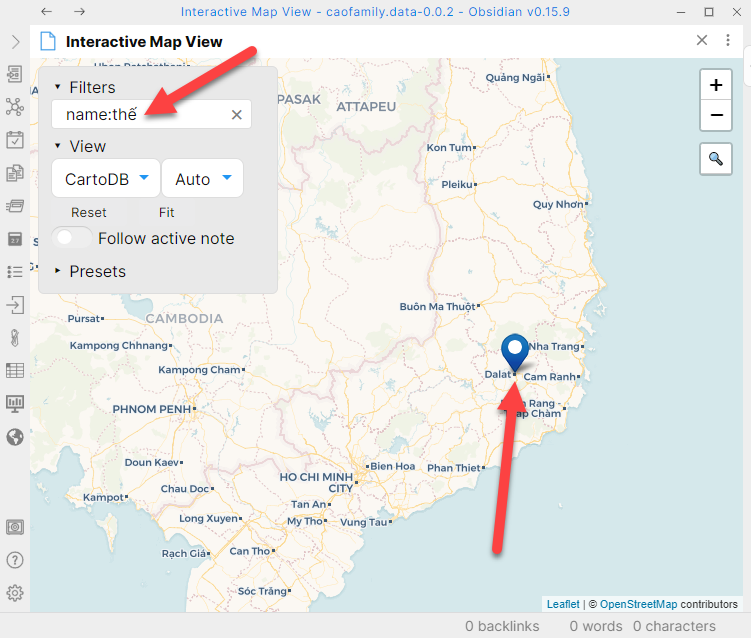 Interactive Map View - caofamily.data-0.0.2 - Obsidian v0.15.9
Interactive Map View
Filters
name:thế
View
CartoDB
Auto
Reset
Fit
Follow active note
Presets
PASAK
ATTAPEU
Quảng Ngãi
Kon Tum
Pleiku
Quy Nhơn
Buôn Ma Thuột
Pursat
CAMBODIA
Kampong Chhnang
Kampong Cham
Nha Trang
Dalat
Cam Ranh
PHNOM PENH
Rang -
Chàm
Doun Kaev
Bien Hoa
Phan Thiet
HO CHI MINH
CITY
Chau Doc
Kampot
Tan An
Long Xuyen
My Tho
Vung Tau
Rạch Giá
Can Tho
Sóc Trăng
Leaflet | © OpenStreetMap contributors
0 backlinks
0 words
0 characters